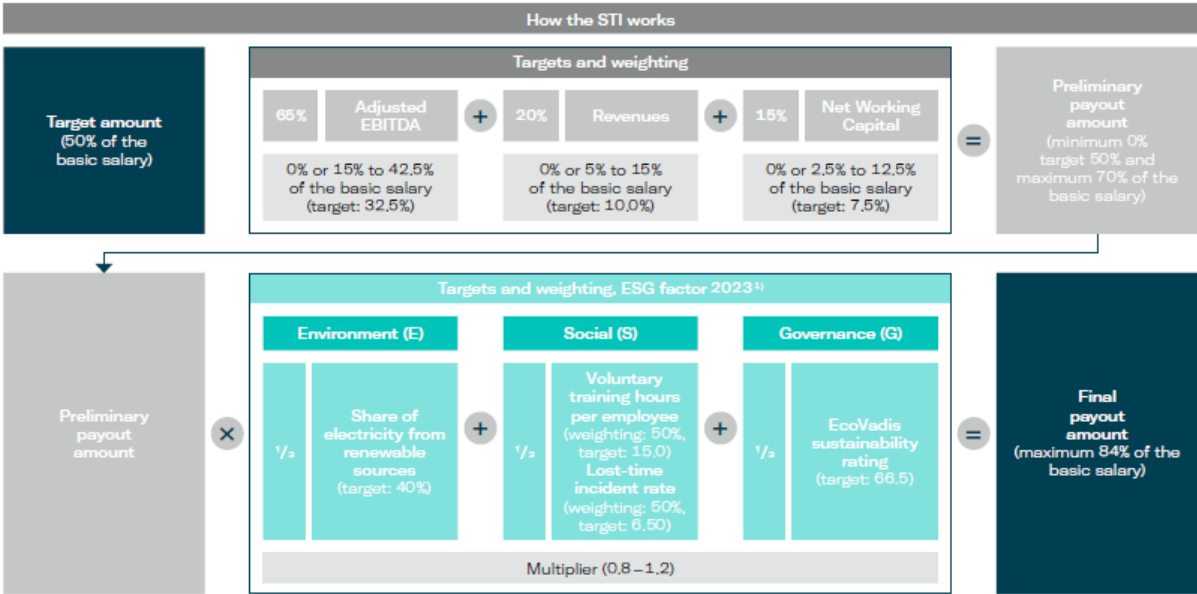 How the STI works
Target amount
(50% of the
basic salary)
Targets and weighting
65%
Adjusted
EBITDA
+
20%
Revenues
+
15%
Net Working
Capital
0% or 15% to 42.5%
of the basic salary
(target: 32.5%)
0% or 5% to 15%
of the basic salary
(target: 10.0%)
0% or 2.5% to 12.5%
of the basic salary
(target: 7.5%)
=
Preliminary
payout
amount
(minimum 0%
target 50% and
maximum 70% of the
basic salary)
Preliminary
payout
amount
×
Targets and weighting, ESG factor 2023¹⁾
Environment (E)
Social (S)
Governance (G)
¹/₃
Share of
electricity from
renewable
sources
(target: 40%)
+
¹/₃
Voluntary
training hours
per employee
(weighting: 50%,
target: 15.0)
Lost-time
incident rate
(weighting: 50%,
target: 6.50)
+
¹/₃
EcoVadis
sustainability
rating
(target: 66.5)
Multiplier (0.8–1.2)
=
Final
payout
amount
(maximum 84% of the
basic salary)